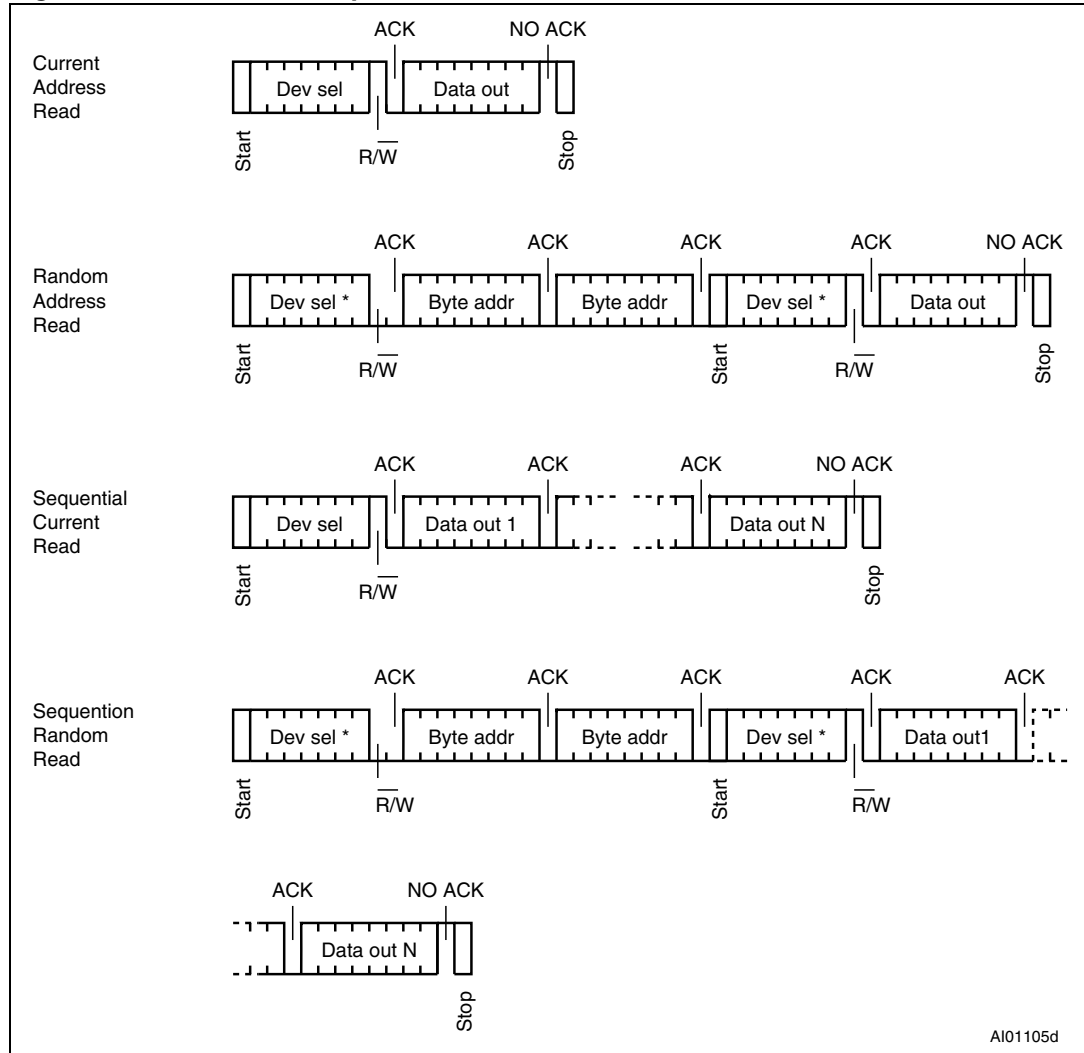 ACK NO ACK
Current
Address
Read
Dev sel Data out
Start R/W Stop
ACK ACK ACK ACK NO ACK
Random
Address
Read
Dev sel * Byte addr Byte addr Dev sel * Data out
Start R/W Start R/W Stop
ACK ACK ACK NO ACK
Sequential
Current
Read
Dev sel Data out 1 Data out N
Start R/W Stop
ACK ACK ACK ACK ACK
Sequention
Random
Read
Dev sel * Byte addr Byte addr Dev sel * Data out1
Start R/W Start R/W
ACK NO ACK
Data out N
Stop
AI01105d